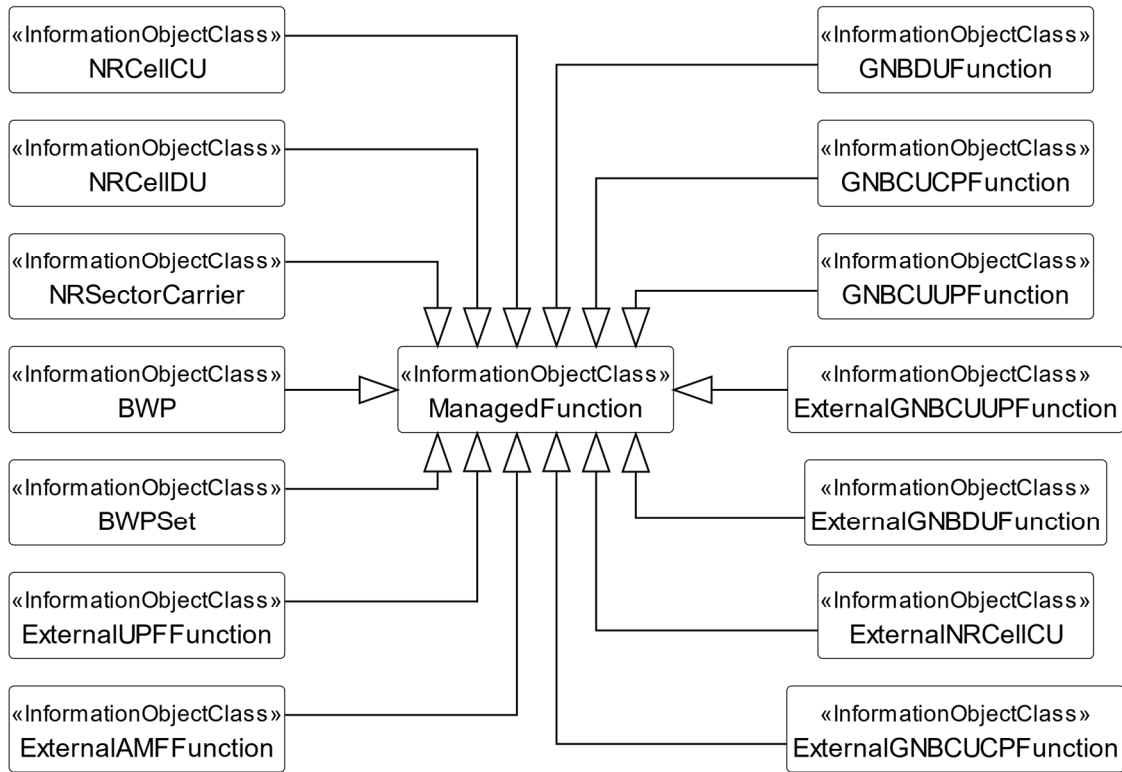 «InformationObjectClass»
NRCellCU
«InformationObjectClass»
NRCellDU
«InformationObjectClass»
NRSectorCarrier
«InformationObjectClass»
BWP
«InformationObjectClass»
BWPSet
«InformationObjectClass»
ExternalUPFFunction
«InformationObjectClass»
ExternalAMFFunction
«InformationObjectClass»
ManagedFunction
«InformationObjectClass»
GNBDUFunction
«InformationObjectClass»
GNBCUCPFunction
«InformationObjectClass»
GNBCUUPFunction
«InformationObjectClass»
ExternalGNBCUUPFunction
«InformationObjectClass»
ExternalGNBDUFunction
«InformationObjectClass»
ExternalNRCellCU
«InformationObjectClass»
ExternalGNBCUCPFunction